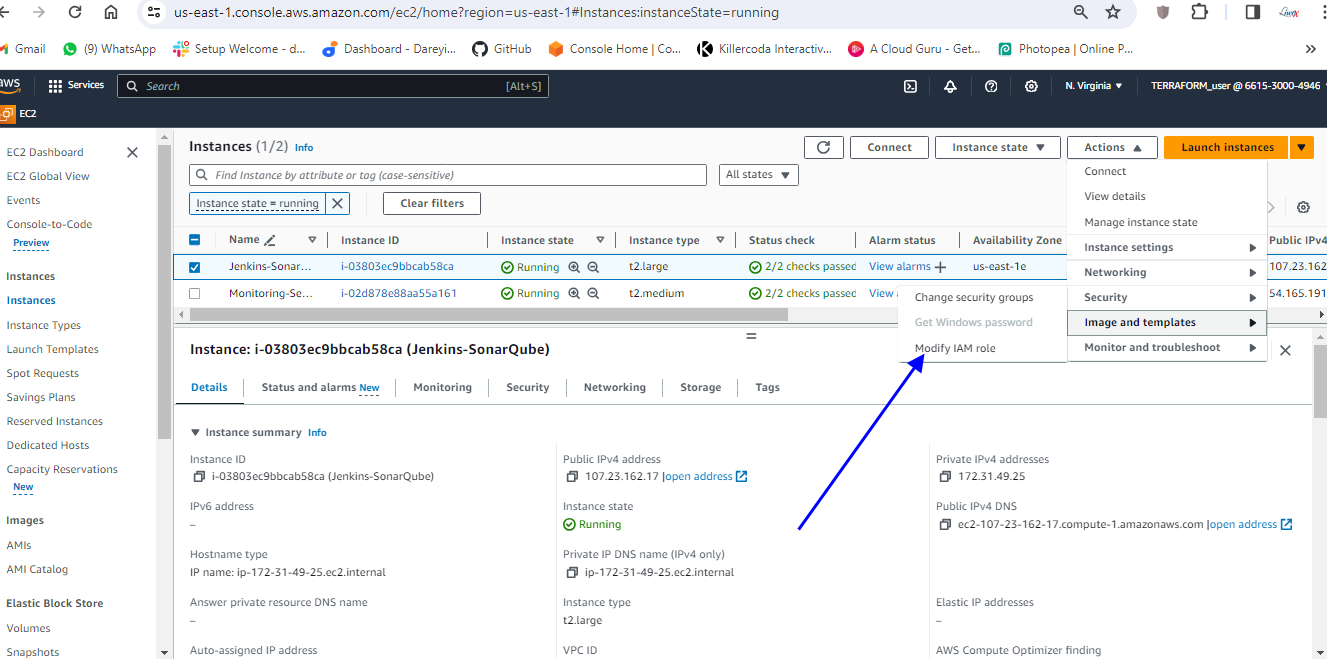 us-east-1.console.aws.amazon.com/ec2/home?region=us-east-1#Instances:instanceState=running
Gmail (9) WhatsApp Setup Welcome - d... Dashboard - Dareyi... GitHub Console Home | Co... Killercoda Interactiv... A Cloud Guru - Get... Photopea | Online P... »
aws Services Search [Alt+S] N. Virginia ▼ TERRAFORM_user @ 6615-3000-4946
EC2
EC2 Dashboard
EC2 Global View
Events
Console-to-Code
Preview
Instances
Instances
Instance Types
Launch Templates
Spot Requests
Savings Plans
Reserved Instances
Dedicated Hosts
Capacity Reservations
New
Images
AMIs
AMI Catalog
Elastic Block Store
Volumes
Snapshots
Instances (1/2) Info
Connect Instance state ▼ Actions ▲ Launch instances ▼
Find Instance by attribute or tag (case-sensitive) All states ▼
Instance state = running Clear filters
Name Instance ID Instance state Instance type Status check Alarm status Availability Zone Public IPv4
Jenkins-Sonar... i-03803ec9bbcab58ca Running t2.large 2/2 checks passed View alarms + us-east-1e 107.23.162
Monitoring-Se... i-02d878e88aa55a161 Running t2.medium 2/2 checks passed View 54.165.191
Connect
View details
Manage instance state
Instance settings
Networking
Security
Image and templates
Monitor and troubleshoot
Change security groups
Get Windows password
Modify IAM role
Instance: i-03803ec9bbcab58ca (Jenkins-SonarQube)
Details Status and alarms New Monitoring Security Networking Storage Tags
▼ Instance summary Info
Instance ID
i-03803ec9bbcab58ca (Jenkins-SonarQube)
Public IPv4 address
107.23.162.17 |open address
Private IPv4 addresses
172.31.49.25
IPv6 address
–
Instance state
Running
Public IPv4 DNS
ec2-107-23-162-17.compute-1.amazonaws.com |open address
Hostname type
IP name: ip-172-31-49-25.ec2.internal
Private IP DNS name (IPv4 only)
ip-172-31-49-25.ec2.internal
Answer private resource DNS name
–
Instance type
t2.large
Elastic IP addresses
–
Auto-assigned IP address
VPC ID
AWS Compute Optimizer finding